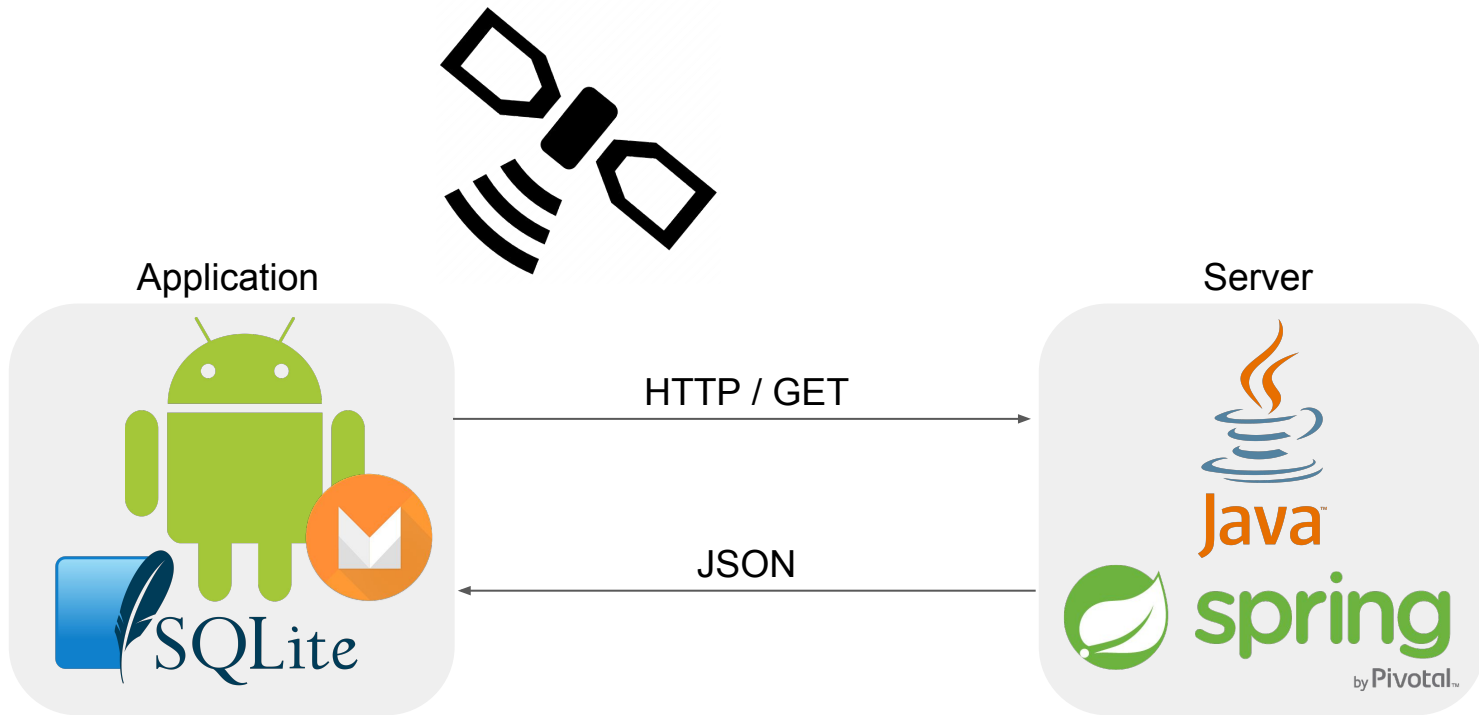 Application
Server
HTTP / GET
JSON
SQLite
Java™
spring
by Pivotal™